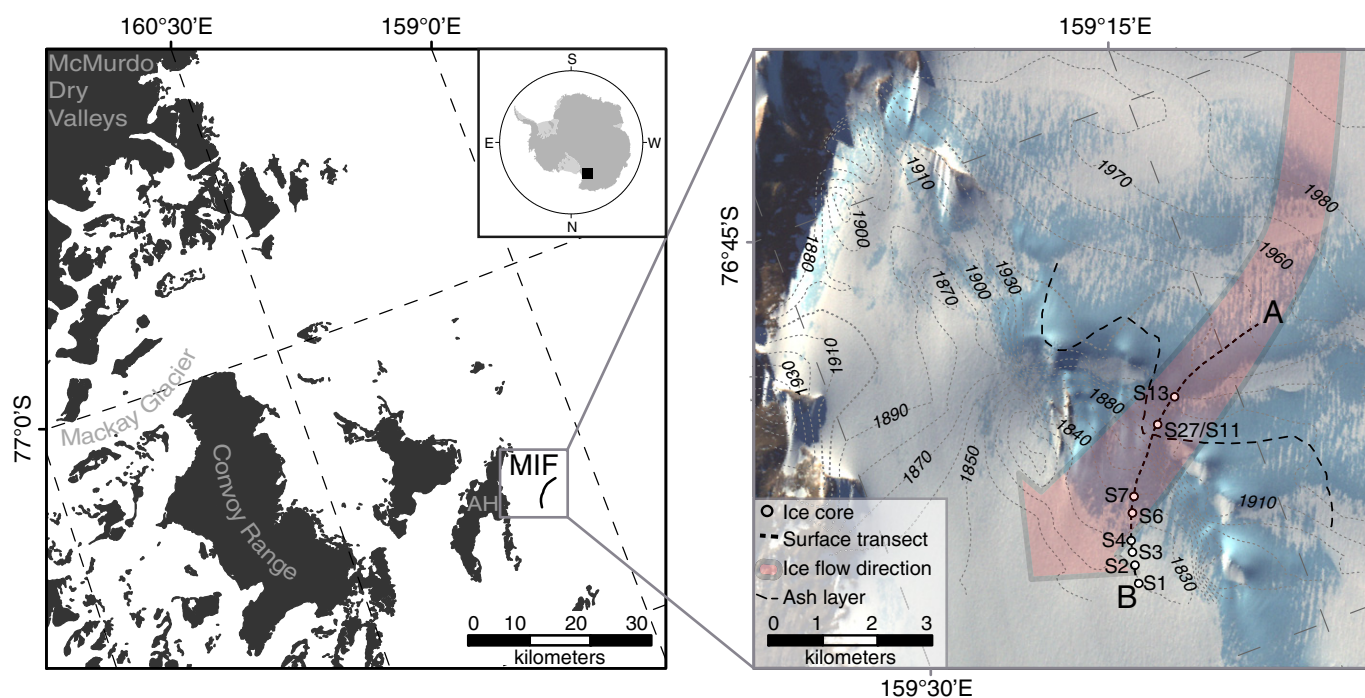 160°30’E
159°0’E
McMurdo
Dry
Valleys
S
E
W
N
77°0’S
Mackay Glacier
Convoy Range
AH
MIF
0 10 20 30
kilometers
159°15’E
76°45’S
1910
1970
1980
1900
1880
1960
1930
1900
1870
A
1910
1930
S13
1880
1890
1840
S27/S11
1870
1850
S7
1910
S6
S4
S3
S2
1830
S1
B
Ice core
Surface transect
Ice flow direction
Ash layer
0 1 2 3
kilometers
159°30’E